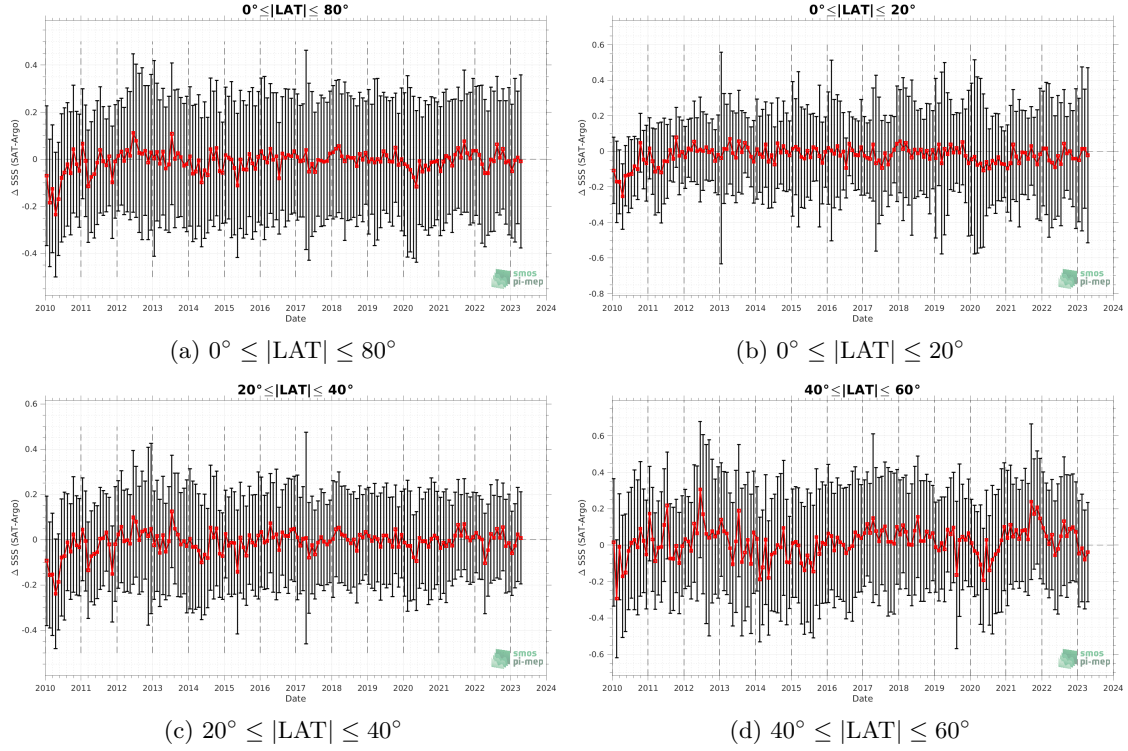 0°≤|LAT|≤ 80°
Δ SSS (SAT-Argo)
0.4
0.2
0
-0.2
-0.4
2010 2011 2012 2013 2014 2015 2016 2017 2018 2019 2020 2021 2022 2023 2024
Date
smos
pi-mep
(a) 0° ≤ |LAT| ≤ 80°
0°≤|LAT|≤ 20°
Δ SSS (SAT-Argo)
0.6
0.4
0.2
0
-0.2
-0.4
-0.6
-0.8
2010 2011 2012 2013 2014 2015 2016 2017 2018 2019 2020 2021 2022 2023 2024
Date
smos
pi-mep
(b) 0° ≤ |LAT| ≤ 20°
20°≤|LAT|≤ 40°
Δ SSS (SAT-Argo)
0.6
0.4
0.2
0
-0.2
-0.4
2010 2011 2012 2013 2014 2015 2016 2017 2018 2019 2020 2021 2022 2023 2024
Date
smos
pi-mep
(c) 20° ≤ |LAT| ≤ 40°
40°≤|LAT|≤ 60°
Δ SSS (SAT-Argo)
0.6
0.4
0.2
0
-0.2
-0.4
-0.6
2010 2011 2012 2013 2014 2015 2016 2017 2018 2019 2020 2021 2022 2023 2024
Date
smos
pi-mep
(d) 40° ≤ |LAT| ≤ 60°